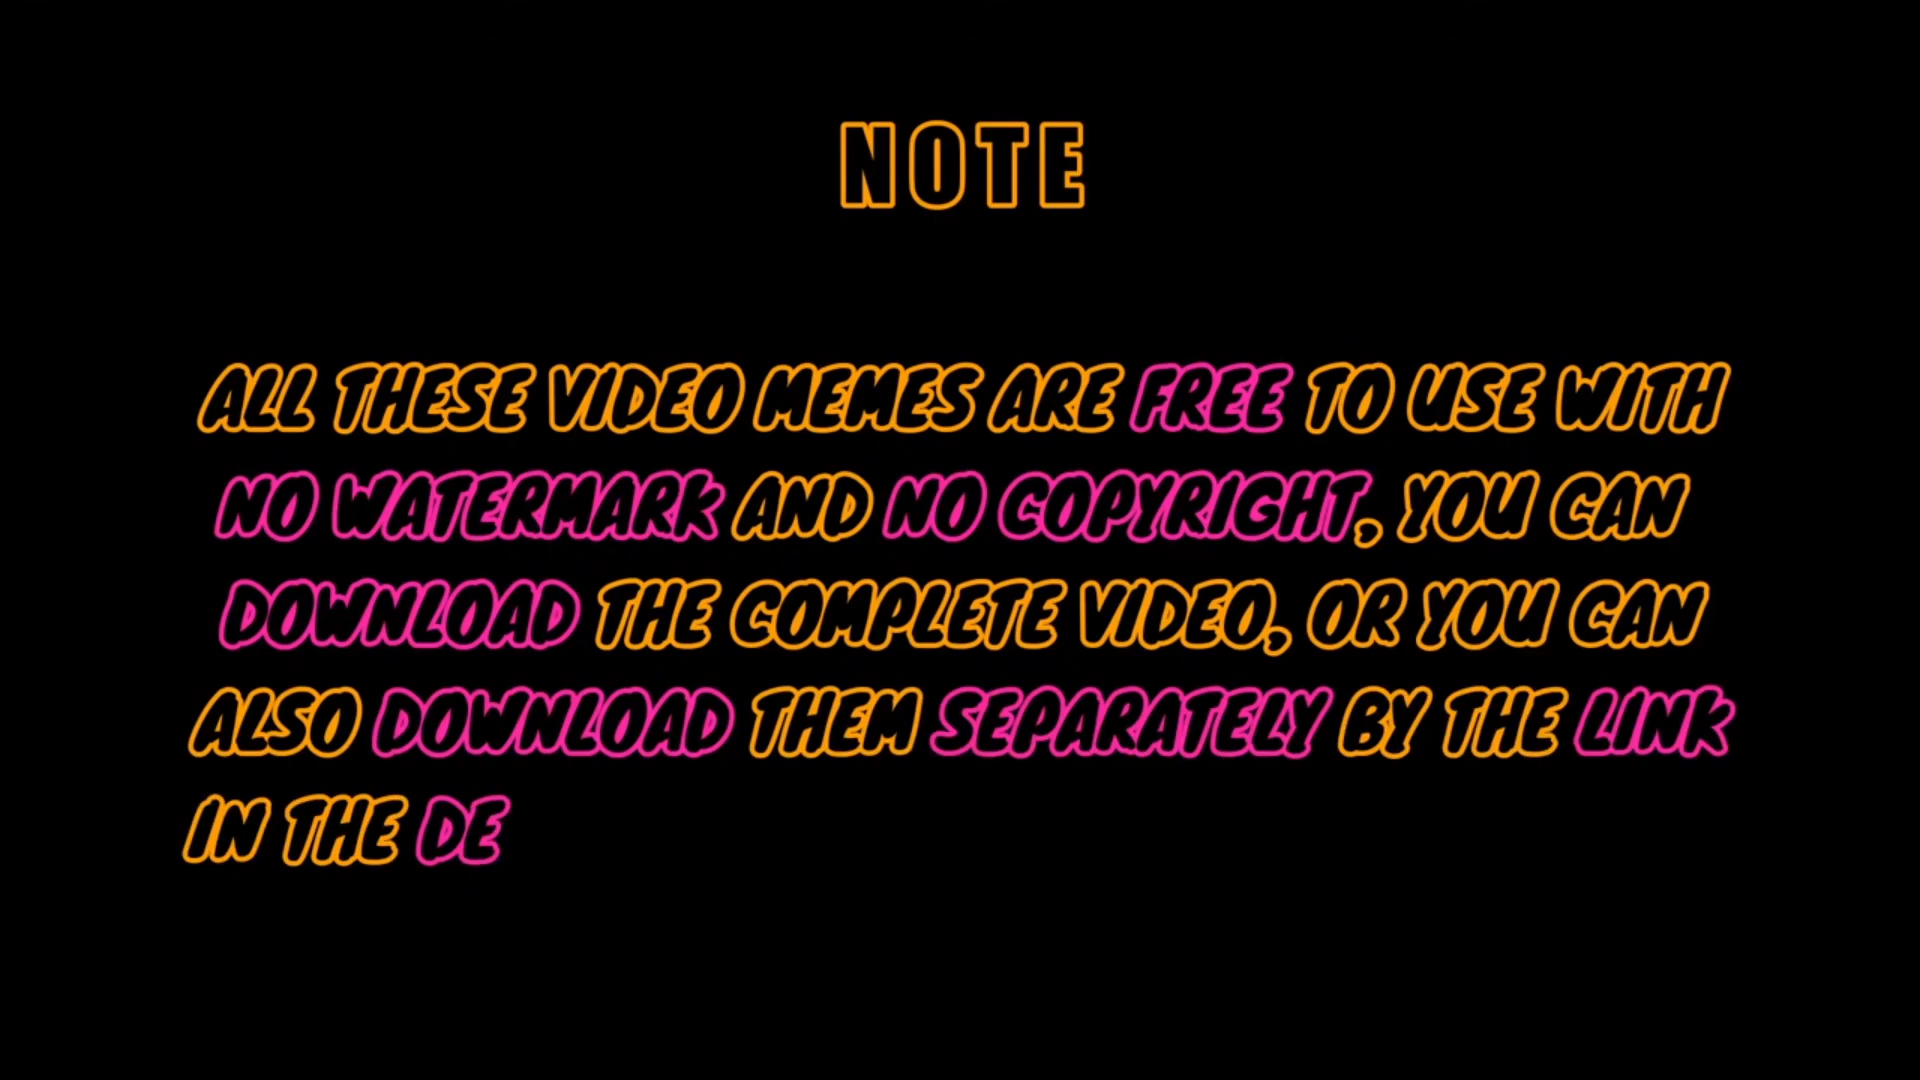 NOTE
ALL THESE VIDEO MEMES ARE FREE TO USE WITH
NO WATERMARK AND NO COPYRIGHT, YOU CAN
DOWNLOAD THE COMPLETE VIDEO, OR YOU CAN
ALSO DOWNLOAD THEM SEPARATELY BY THE LINK
IN THE DE